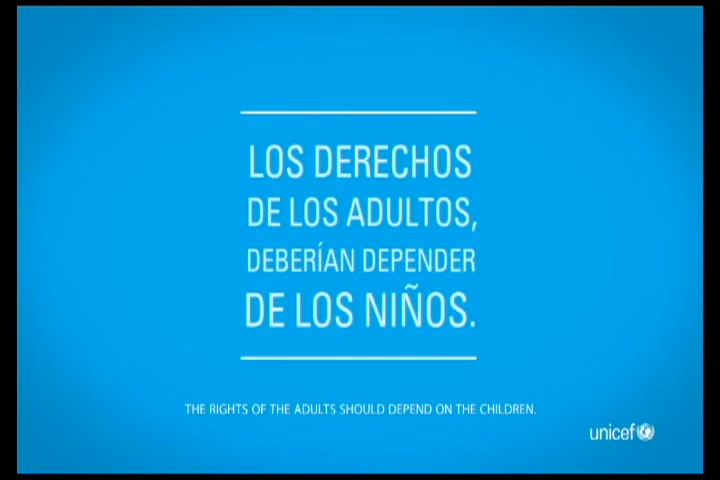 LOS DERECHOS
DE LOS ADULTOS,
DEBERÍAN DEPENDER
DE LOS NIÑOS.
THE RIGHTS OF THE ADULTS SHOULD DEPEND ON THE CHILDREN.
unicef